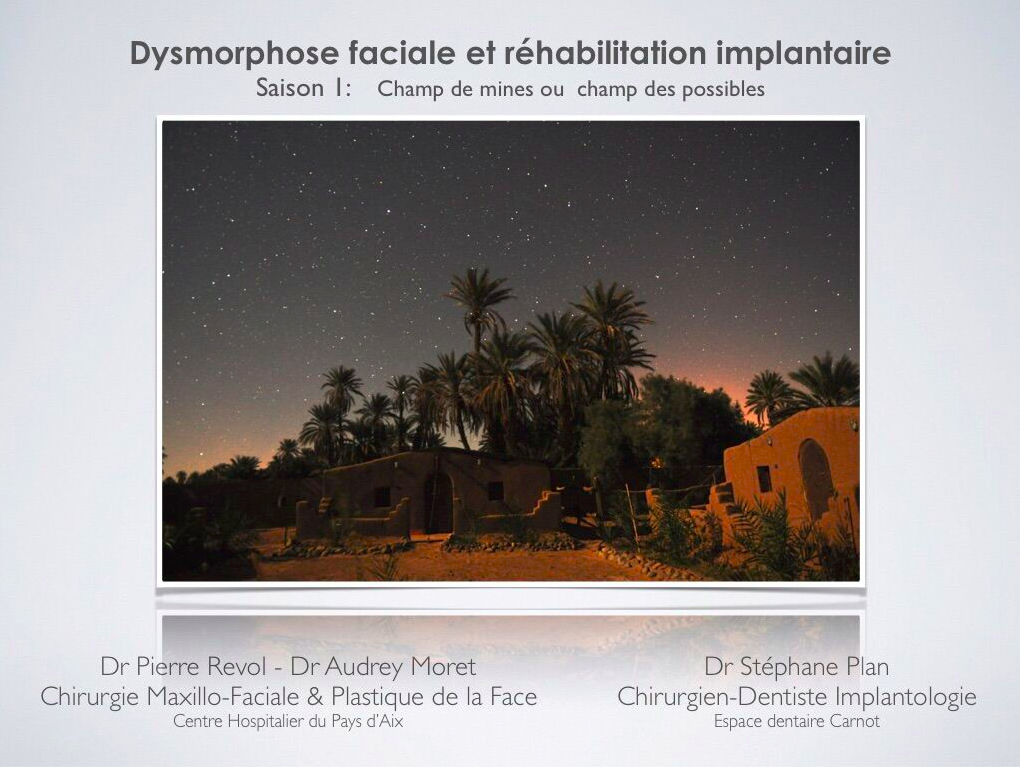 Dysmorphose faciale et réhabilitation implantaire
Saison 1: Champ de mines ou champ des possibles
Dr Pierre Revol - Dr Audrey Moret
Chirurgie Maxillo-Faciale & Plastique de la Face
Centre Hospitalier du Pays d'Aix
Dr Stéphane Plan
Chirurgien-Dentiste Implantologie
Espace dentaire Carnot